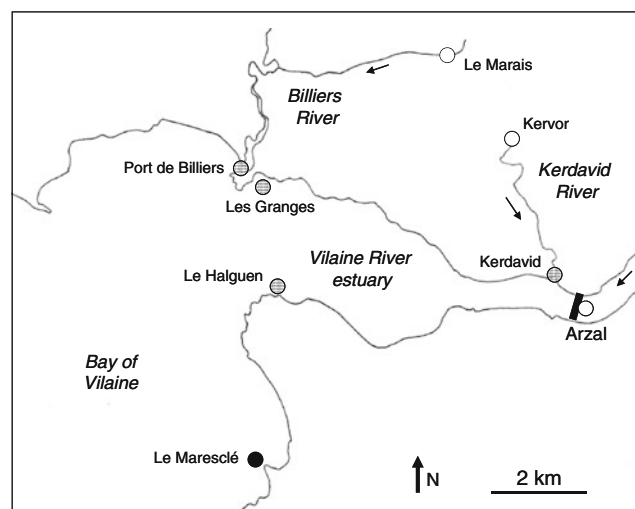 Le Marais
Billiers
River
Kervor
Port de Billiers
Kerdavid
River
Les Granges
Vilaine River
estuary
Kerdavid
Le Halguen
Arzal
Bay of
Vilaine
Le Maresclé
N
2 km